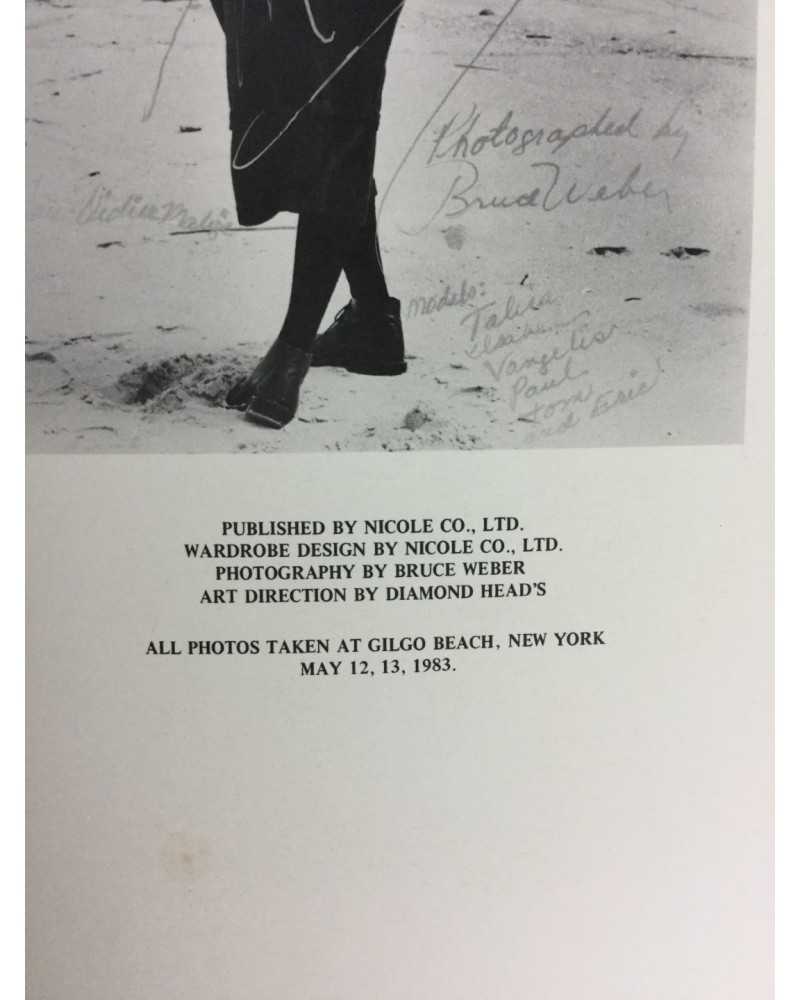 Photographed by
Bruce Weber
models:
Vangelis
Paul
Tom
and Eric
PUBLISHED BY NICOLE CO., LTD.
WARDROBE DESIGN BY NICOLE CO., LTD.
PHOTOGRAPHY BY BRUCE WEBER
ART DIRECTION BY DIAMOND HEAD'S
ALL PHOTOS TAKEN AT GILGO BEACH, NEW YORK
MAY 12, 13, 1983.